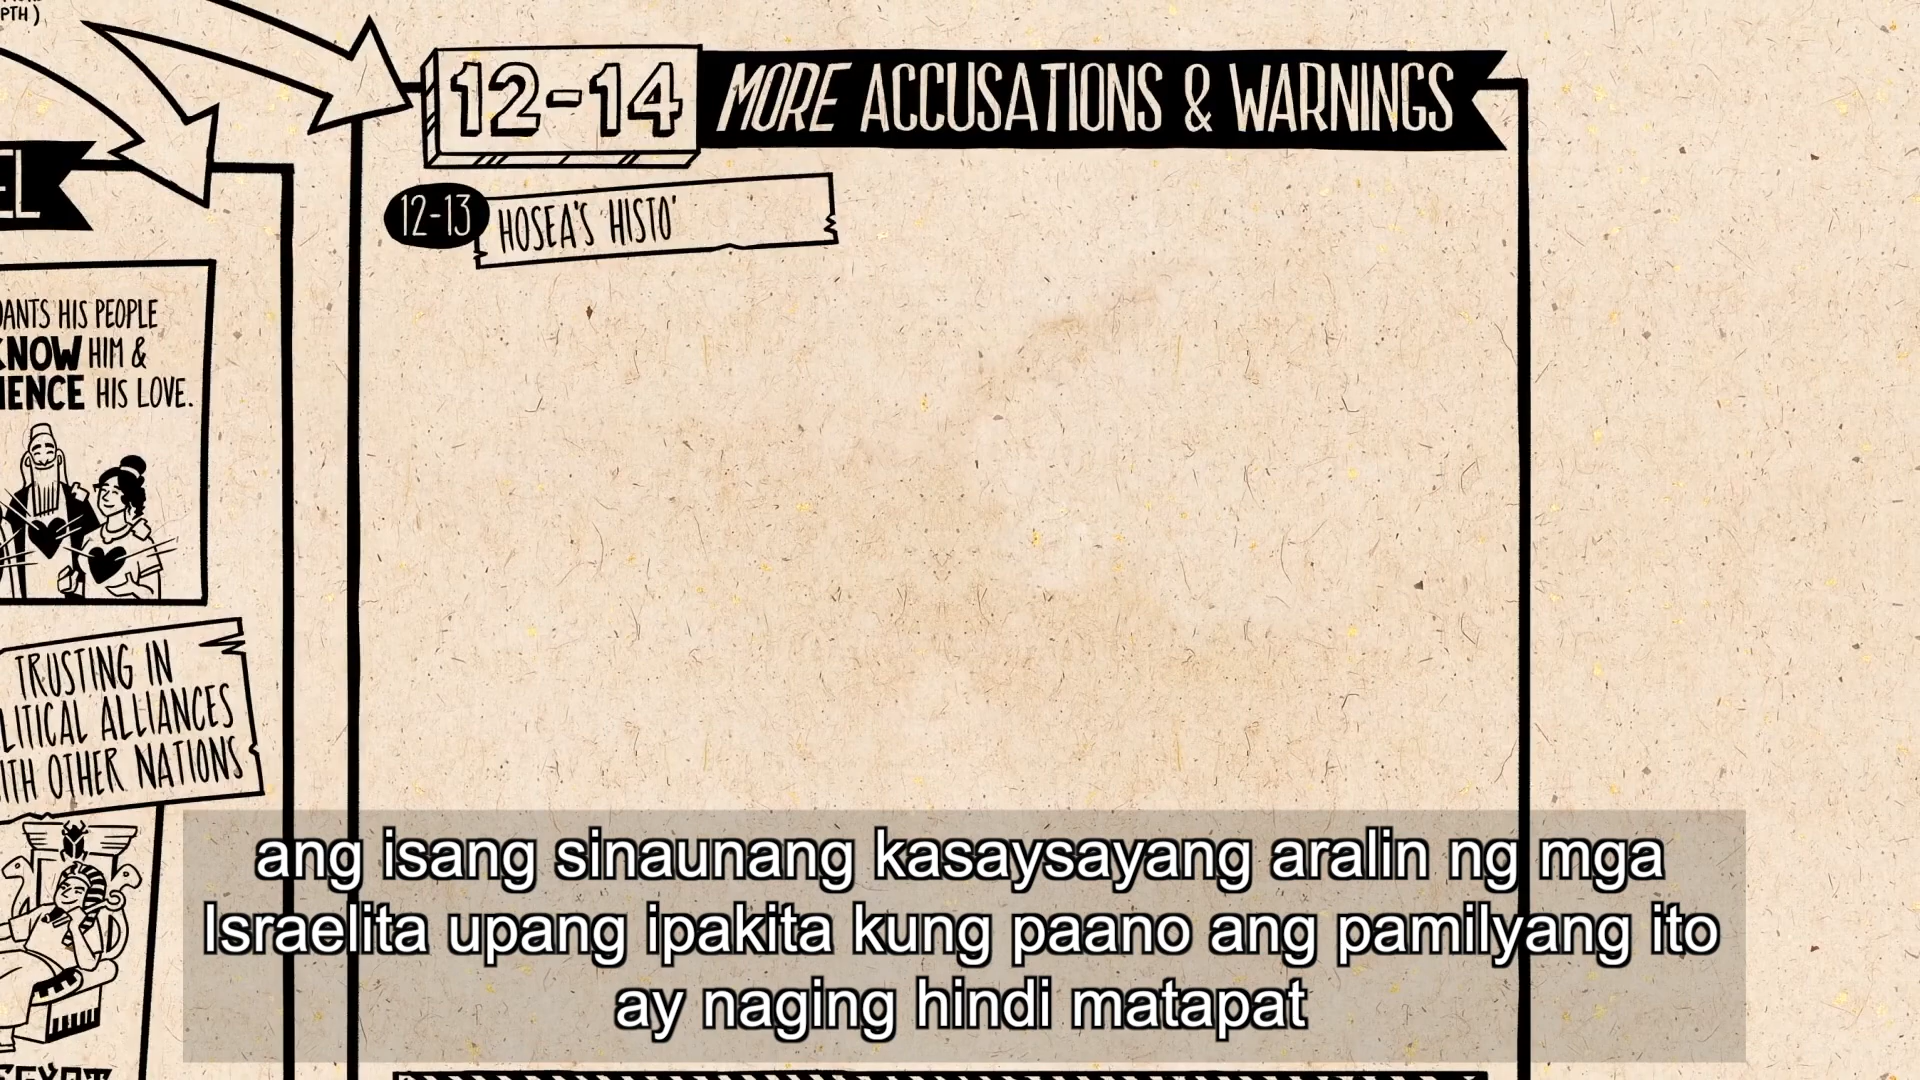 PTH)
12-14 MORE ACCUSATIONS & WARNINGS
12-13 HOSEA'S HISTO
EL
HIS PEOPLE
KNOW HIM &
HIS LOVE.
TRUSTING IN
LITICAL ALLIANCES
ITH OTHER NATIONS
ang isang sinaunang kasaysayang aralin ng mga
Israelita upang ipakita kung paano ang pamilyang ito
ay naging hindi matapat